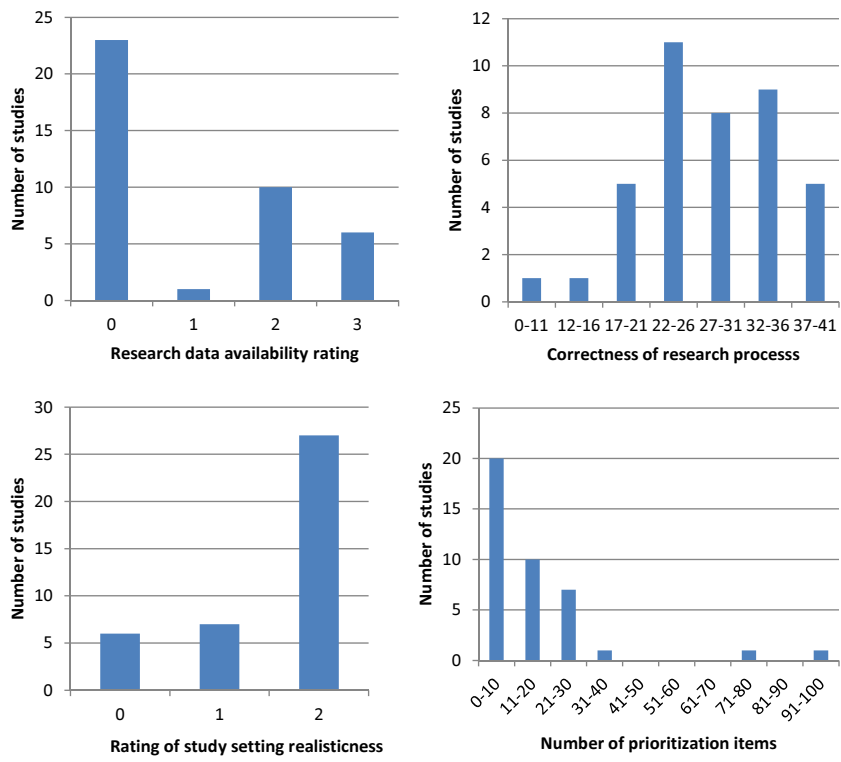 Number of studies
25
20
15
10
5
0
0 1 2 3
Research data availability rating
Number of studies
12
10
8
6
4
2
0
0-11 12-16 17-21 22-26 27-31 32-36 37-41
Correctness of research processs
Number of studies
30
25
20
15
10
5
0
0 1 2
Rating of study setting realisticness
Number of studies
25
20
15
10
5
0
0-10 11-20 21-30 31-40 41-50 51-60 61-70 71-80 81-90 91-100
Number of prioritization items